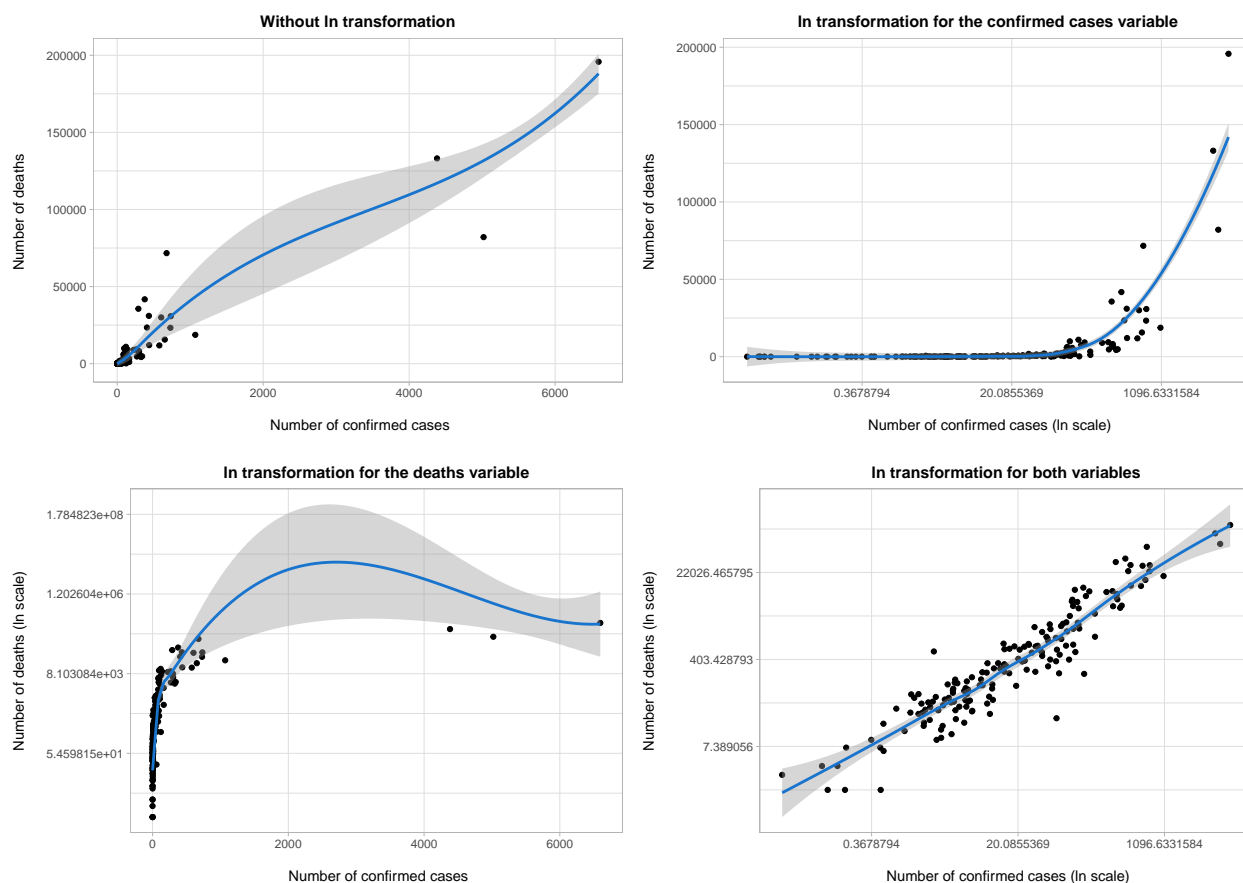 Without ln transformation
200000
150000
100000
50000
0
0 2000 4000 6000
Number of deaths
Number of confirmed cases
ln transformation for the confirmed cases variable
200000
150000
100000
50000
0
0.3678794 20.0855369 1096.6331584
Number of deaths
Number of confirmed cases (ln scale)
ln transformation for the deaths variable
1.784823e+08
1.202604e+06
8.103084e+03
5.459815e+01
0 2000 4000 6000
Number of deaths (ln scale)
Number of confirmed cases
ln transformation for both variables
22026.465795
403.428793
7.389056
0.3678794 20.0855369 1096.6331584
Number of deaths (ln scale)
Number of confirmed cases (ln scale)